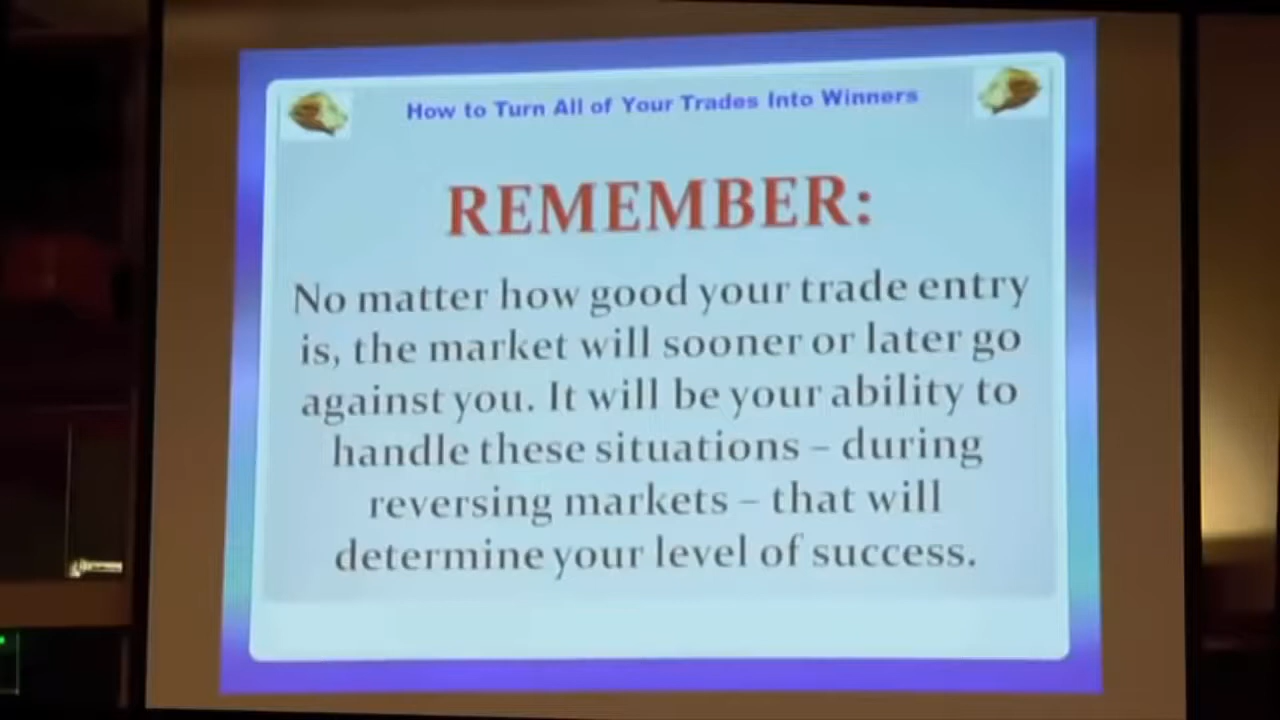 How to Turn All of Your Trades Into Winners
REMEMBER:
No matter how good your trade entry
is, the market will sooner or later go
against you. It will be your ability to
handle these situations – during
reversing markets – that will
determine your level of success.